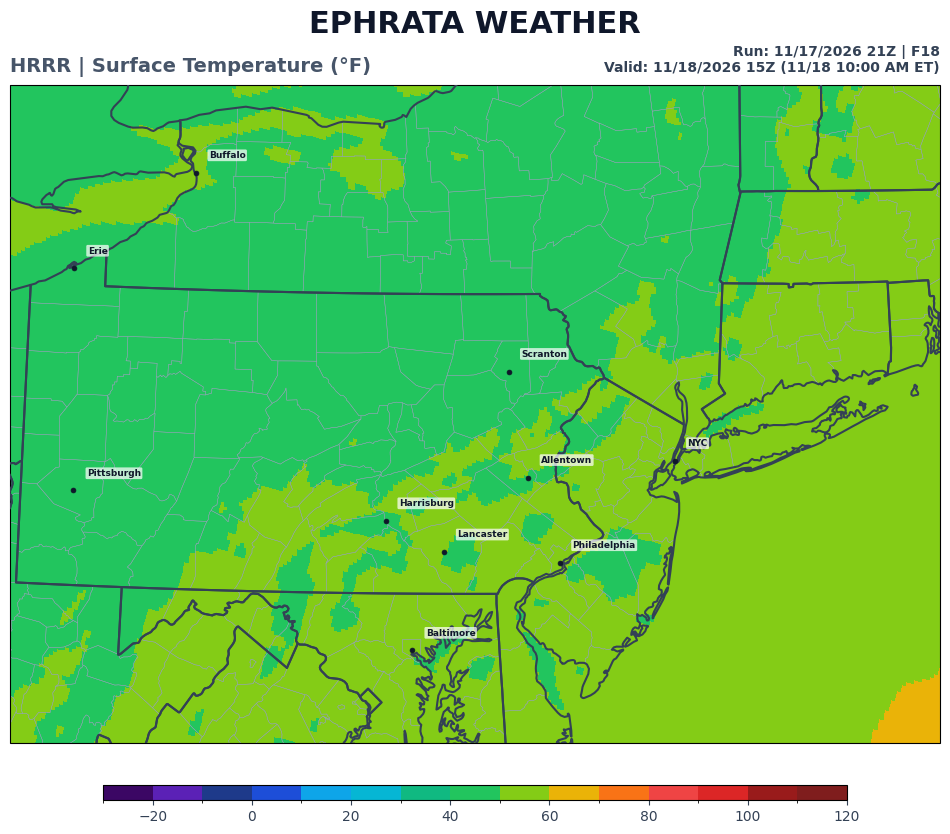 EPHRATA WEATHER
HRRR | Surface Temperature (°F)
Run: 11/17/2026 21Z | F18
Valid: 11/18/2026 15Z (11/18 10:00 AM ET)
Buffalo
Erie
Scranton
NYC
Allentown
Pittsburgh
Harrisburg
Lancaster
Philadelphia
Baltimore
−20 0 20 40 60 80 100 120